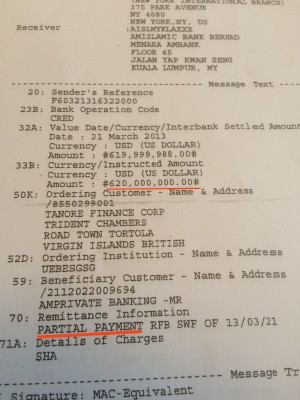 (NEW YORK INTERNATIONAL BRANCH)
375 PARK AVENUE
NY 4080
NEW YORK, NY, US
Receiver :AISLMYKLAXXX
AMISLAMIC BANK BERHAD
MENARA AMBANK
FLOOR 45
JALAN YAP KWAN SENG
KUALA LUMPUR, MY
Message Text
20: Sender's Reference
F60321316322000
23B: Bank Operation Code
CRED
32A: Value Date/Currency/Interbank Settled Amount
Date : 21 March 2013
Currency : USD (US DOLLAR)
Amount : #619,999,988.00#
33B: Currency/Instructed Amount
Currency : USD (US DOLLAR)
Amount : #620,000,000.00#
50K: Ordering Customer - Name & Address
/8550299001
TANORE FINANCE CORP
TRIDENT CHAMBERS
ROAD TOWN TORTOLA
VIRGIN ISLANDS BRITISH
52D: Ordering Institution - Name & Address
UEBESGSG
59: Beneficiary Customer - Name & Address
/2112022009694
AMPRIVATE BANKING -MR
70: Remittance Information
PARTIAL PAYMENT RFB SWF OF 13/03/21
71A: Details of Charges
SHA
Message Tr
Signature: MAC-Equivalent